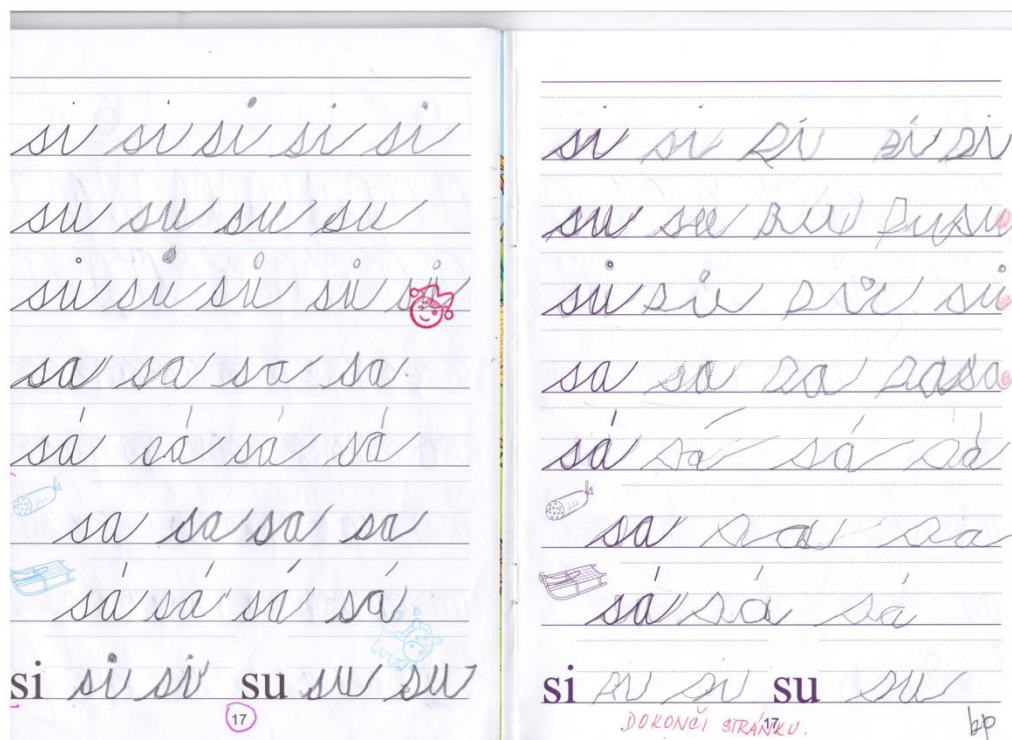 si si si si si
su su su su
sů sů sů sů sů
sa sa sa sa
sá sá sá sá
sa sa sa sa
sá sá sá sá
si si si su su su
17
si si si si si
su su su su su
sů sů sů sů
sa sa sa sa sa
sá sá sá sá
sa sa sa
sá sá sá
si si si su su
DOKONČI STRÁNKU.
17
kp